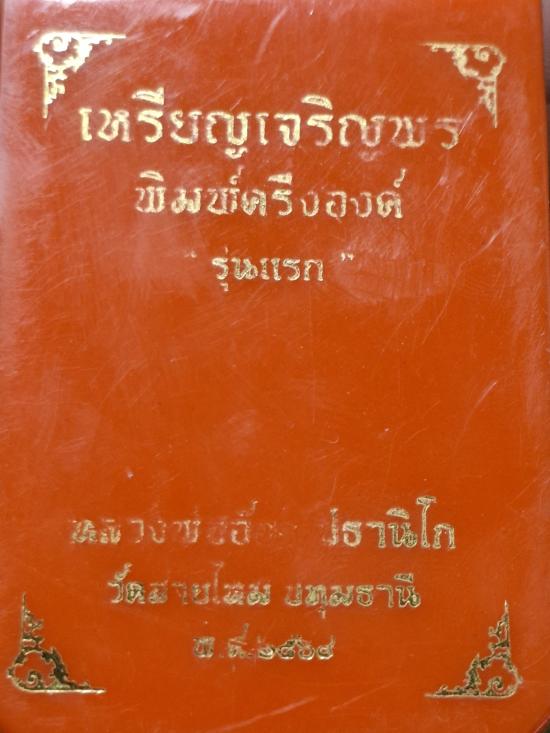 เหรียญเจริญพร
พิมพ์ครึ่งองค์
"รุ่นแรก"
หลวงพ่ออ๊อด ปธานิโก
วัดสายไหม ปทุมธานี
พ.ศ.๒๕๖๔